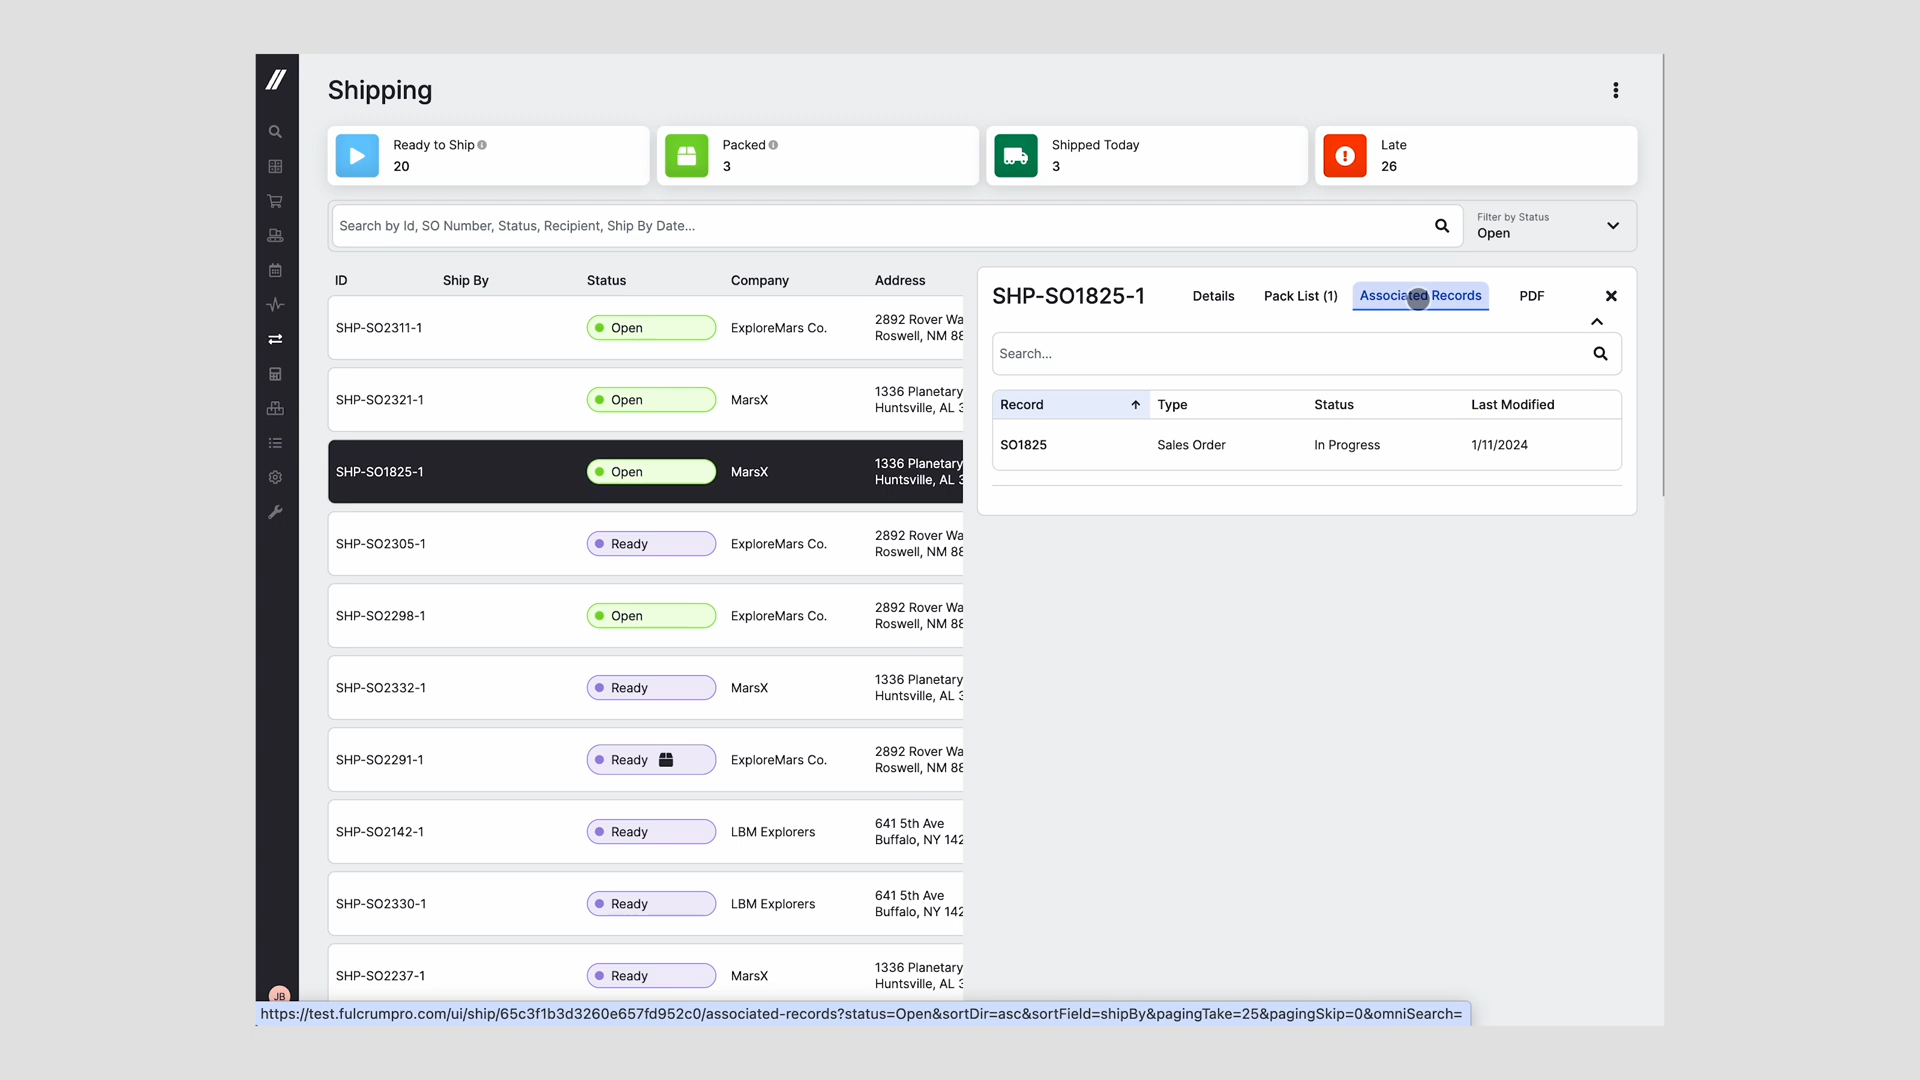 Shipping
Ready to Ship
20
Packed
3
Shipped Today
3
Late
26
Search by Id, SO Number, Status, Recipient, Ship By Date...
Filter by Status
Open
ID Ship By Status Company Address
SHP-SO2311-1 Open ExploreMars Co. 2892 Rover Wa
Roswell, NM 88
SHP-SO2321-1 Open MarsX 1336 Planetary
Huntsville, AL 3
SHP-SO1825-1 Open MarsX 1336 Planetary
Huntsville, AL 3
SHP-SO2305-1 Ready ExploreMars Co. 2892 Rover Wa
Roswell, NM 88
SHP-SO2298-1 Open ExploreMars Co. 2892 Rover Wa
Roswell, NM 88
SHP-SO2332-1 Ready MarsX 1336 Planetary
Huntsville, AL 3
SHP-SO2291-1 Ready ExploreMars Co. 2892 Rover Wa
Roswell, NM 88
SHP-SO2142-1 Ready LBM Explorers 641 5th Ave
Buffalo, NY 142
SHP-SO2330-1 Ready LBM Explorers 641 5th Ave
Buffalo, NY 142
SHP-SO2237-1 Ready MarsX 1336 Planetary
Huntsville, AL 3
SHP-SO1825-1 Details Pack List (1) Associated Records PDF
Search...
Record Type Status Last Modified
SO1825 Sales Order In Progress 1/11/2024
JB
https://test.fulcrumpro.com/ui/ship/65c3f1b3d3260e657fd952c0/associated-records?status=Open&sortDir=asc&sortField=shipBy&pagingTake=25&pagingSkip=0&omniSearch=